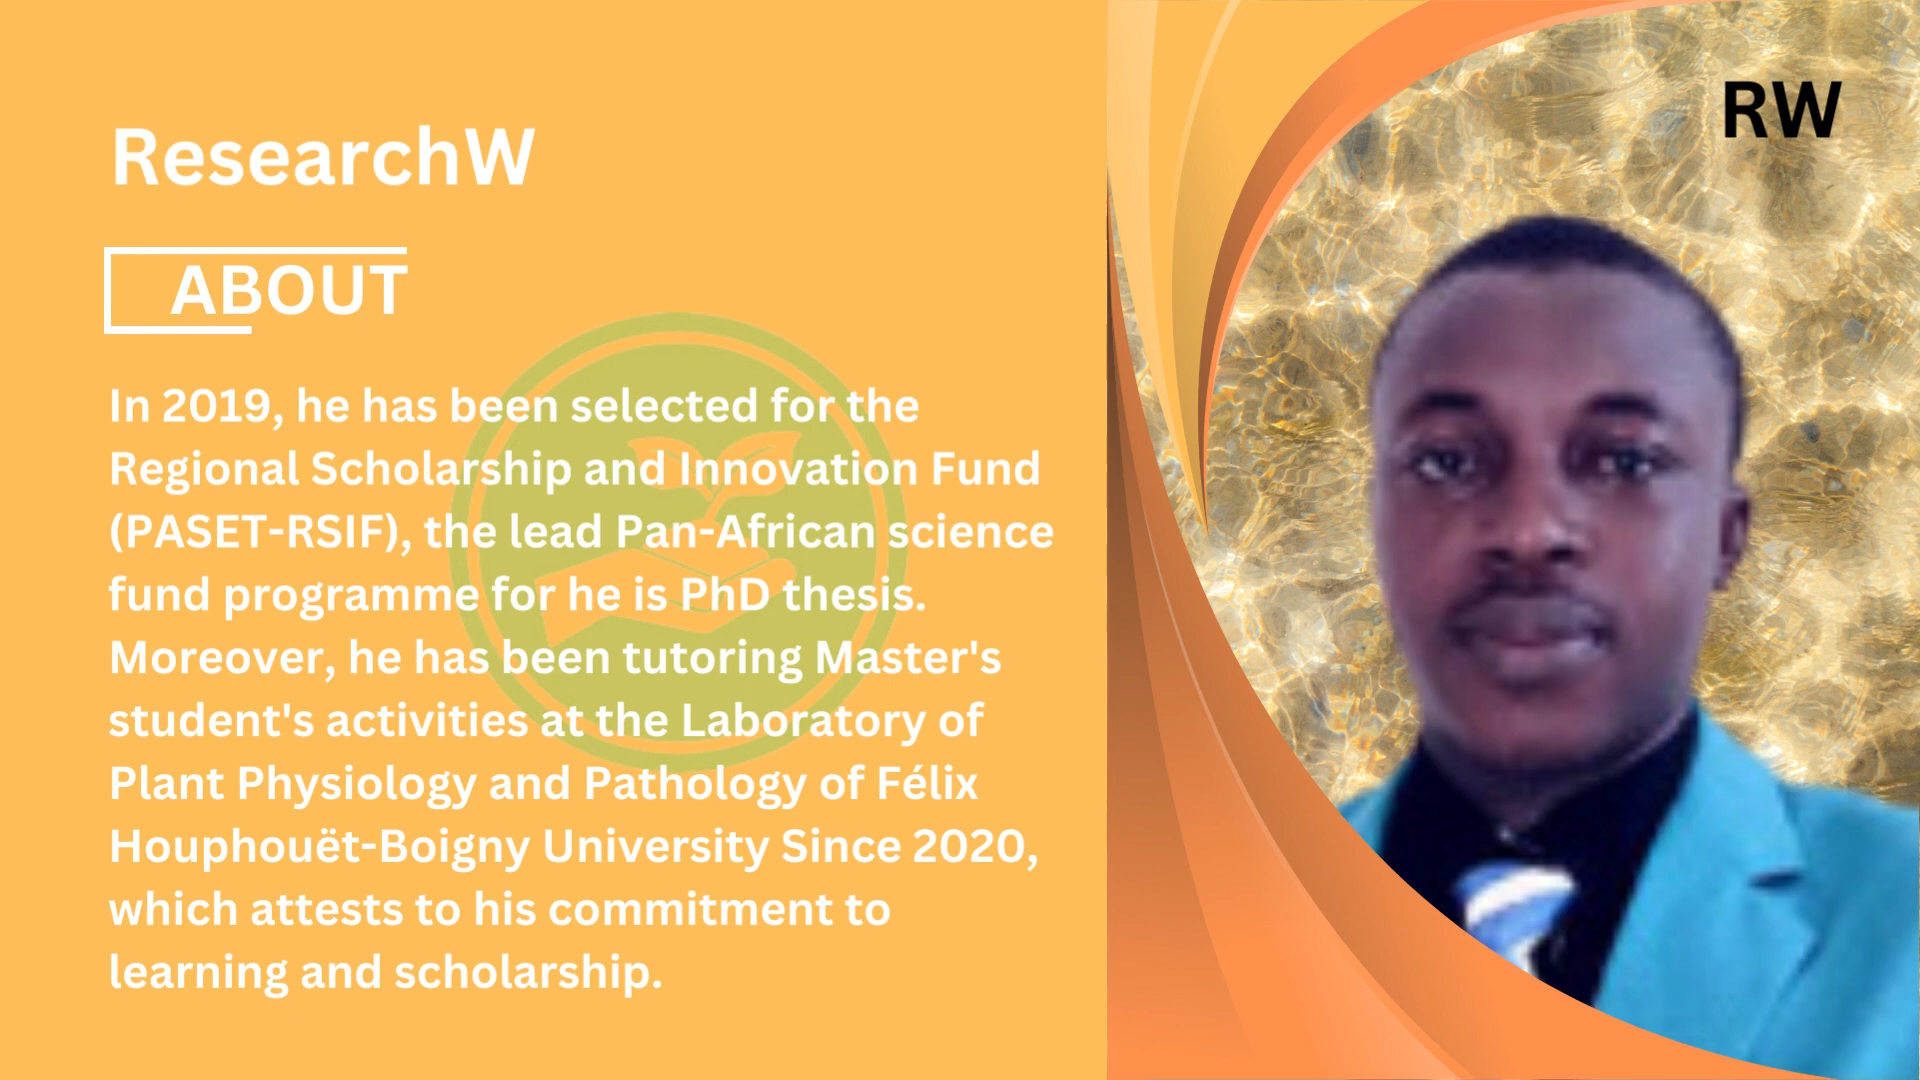 ResearchW
RW
ABOUT
In 2019, he has been selected for the
Regional Scholarship and Innovation Fund
(PASET-RSIF), the lead Pan-African science
fund programme for he is PhD thesis.
Moreover, he has been tutoring Master's
student's activities at the Laboratory of
Plant Physiology and Pathology of Félix
Houphouët-Boigny University Since 2020,
which attests to his commitment to
learning and scholarship.